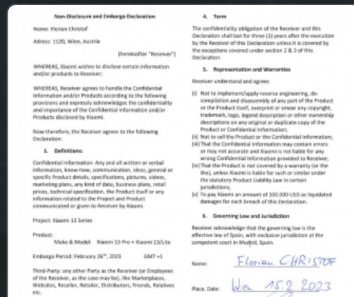 Non-Disclosure and Embargo Declaration
Name: Florian Christof
Adress: 1120, Wien, Austria
(hereinafter "Receiver")
WHEREAS, Xiaomi wishes to disclose certain information
and/or products to Receiver;
WHEREAS, Receiver agrees to handle the Confidential
Information and/or Products according to the following
provisions and expressly acknowledges the confidentiality
and importance of the Confidential Information and/or
Products disclosed by Xiaomi.
Now therefore, the Receiver agrees to the following
Declaration:
1. Definitions:
Confidential Information: Any and all written or verbal
information, know-how, communication, ideas, general or
specific Product details, specifications, pictures, videos,
marketing plans, any kind of data, business plans, retail
prices, technical specification, the Product itself or any
information related to the Project and Product
communicated or given to Receiver by Xiaomi
Project: Xiaomi 13 Series
Product:
Make & Model: Xiaomi 13 Pro + Xiaomi 13/Lite
Embargo Period: February 26th, 2023 GMT +1
Third-Party: any other Party as the Receiver (or Employees
of the Receiver, as the case may be), like Marketplaces,
Websites, Reseller, Retailer, Distributors, Friends, Relatives
etc.
4. Term
The confidentiality obligation of the Receiver and this
Declaration shall last for three (3) years after the execution
by the Receiver of this Declaration unless it is covered by
the exceptions covered under section 2 & 3 of this
Declaration.
5. Representation and Warranties
Receiver understand and agrees
(i) Not to implement/apply reverse engineering, de-
compilation and disassembly of any part of the Product
or the Product itself, overprint or smear any copyright,
trademark, logo, legend description or other ownership
descriptions on any original or duplicate copy of the
Product or Confidential Information;
(ii) Not to sell the Product or the Confidential Information;
(iii) That the Confidential Information may contain errors
or may not accurate and Xiaomi is not liable for any
wrong Confidential Information provided to Receiver;
(iv) That the Product is not covered by a warranty (or the
like), unless Xiaomi is liable for such or similar under
the statutory Product Liability Law in certain
jurisdictions;
(v) To pay Xiaomi an amount of 100.000 USD as liquidated
damages for each breach of this Declaration.
6. Governing Law and Jurisdiction
Receiver acknowledge that the governing law is the
effective law of Spain, with exclusive jurisdiction at the
competent court in Madrid, Spain.
Name: Florian CHRISTOF
Place, Date: Wien 15.2.2023